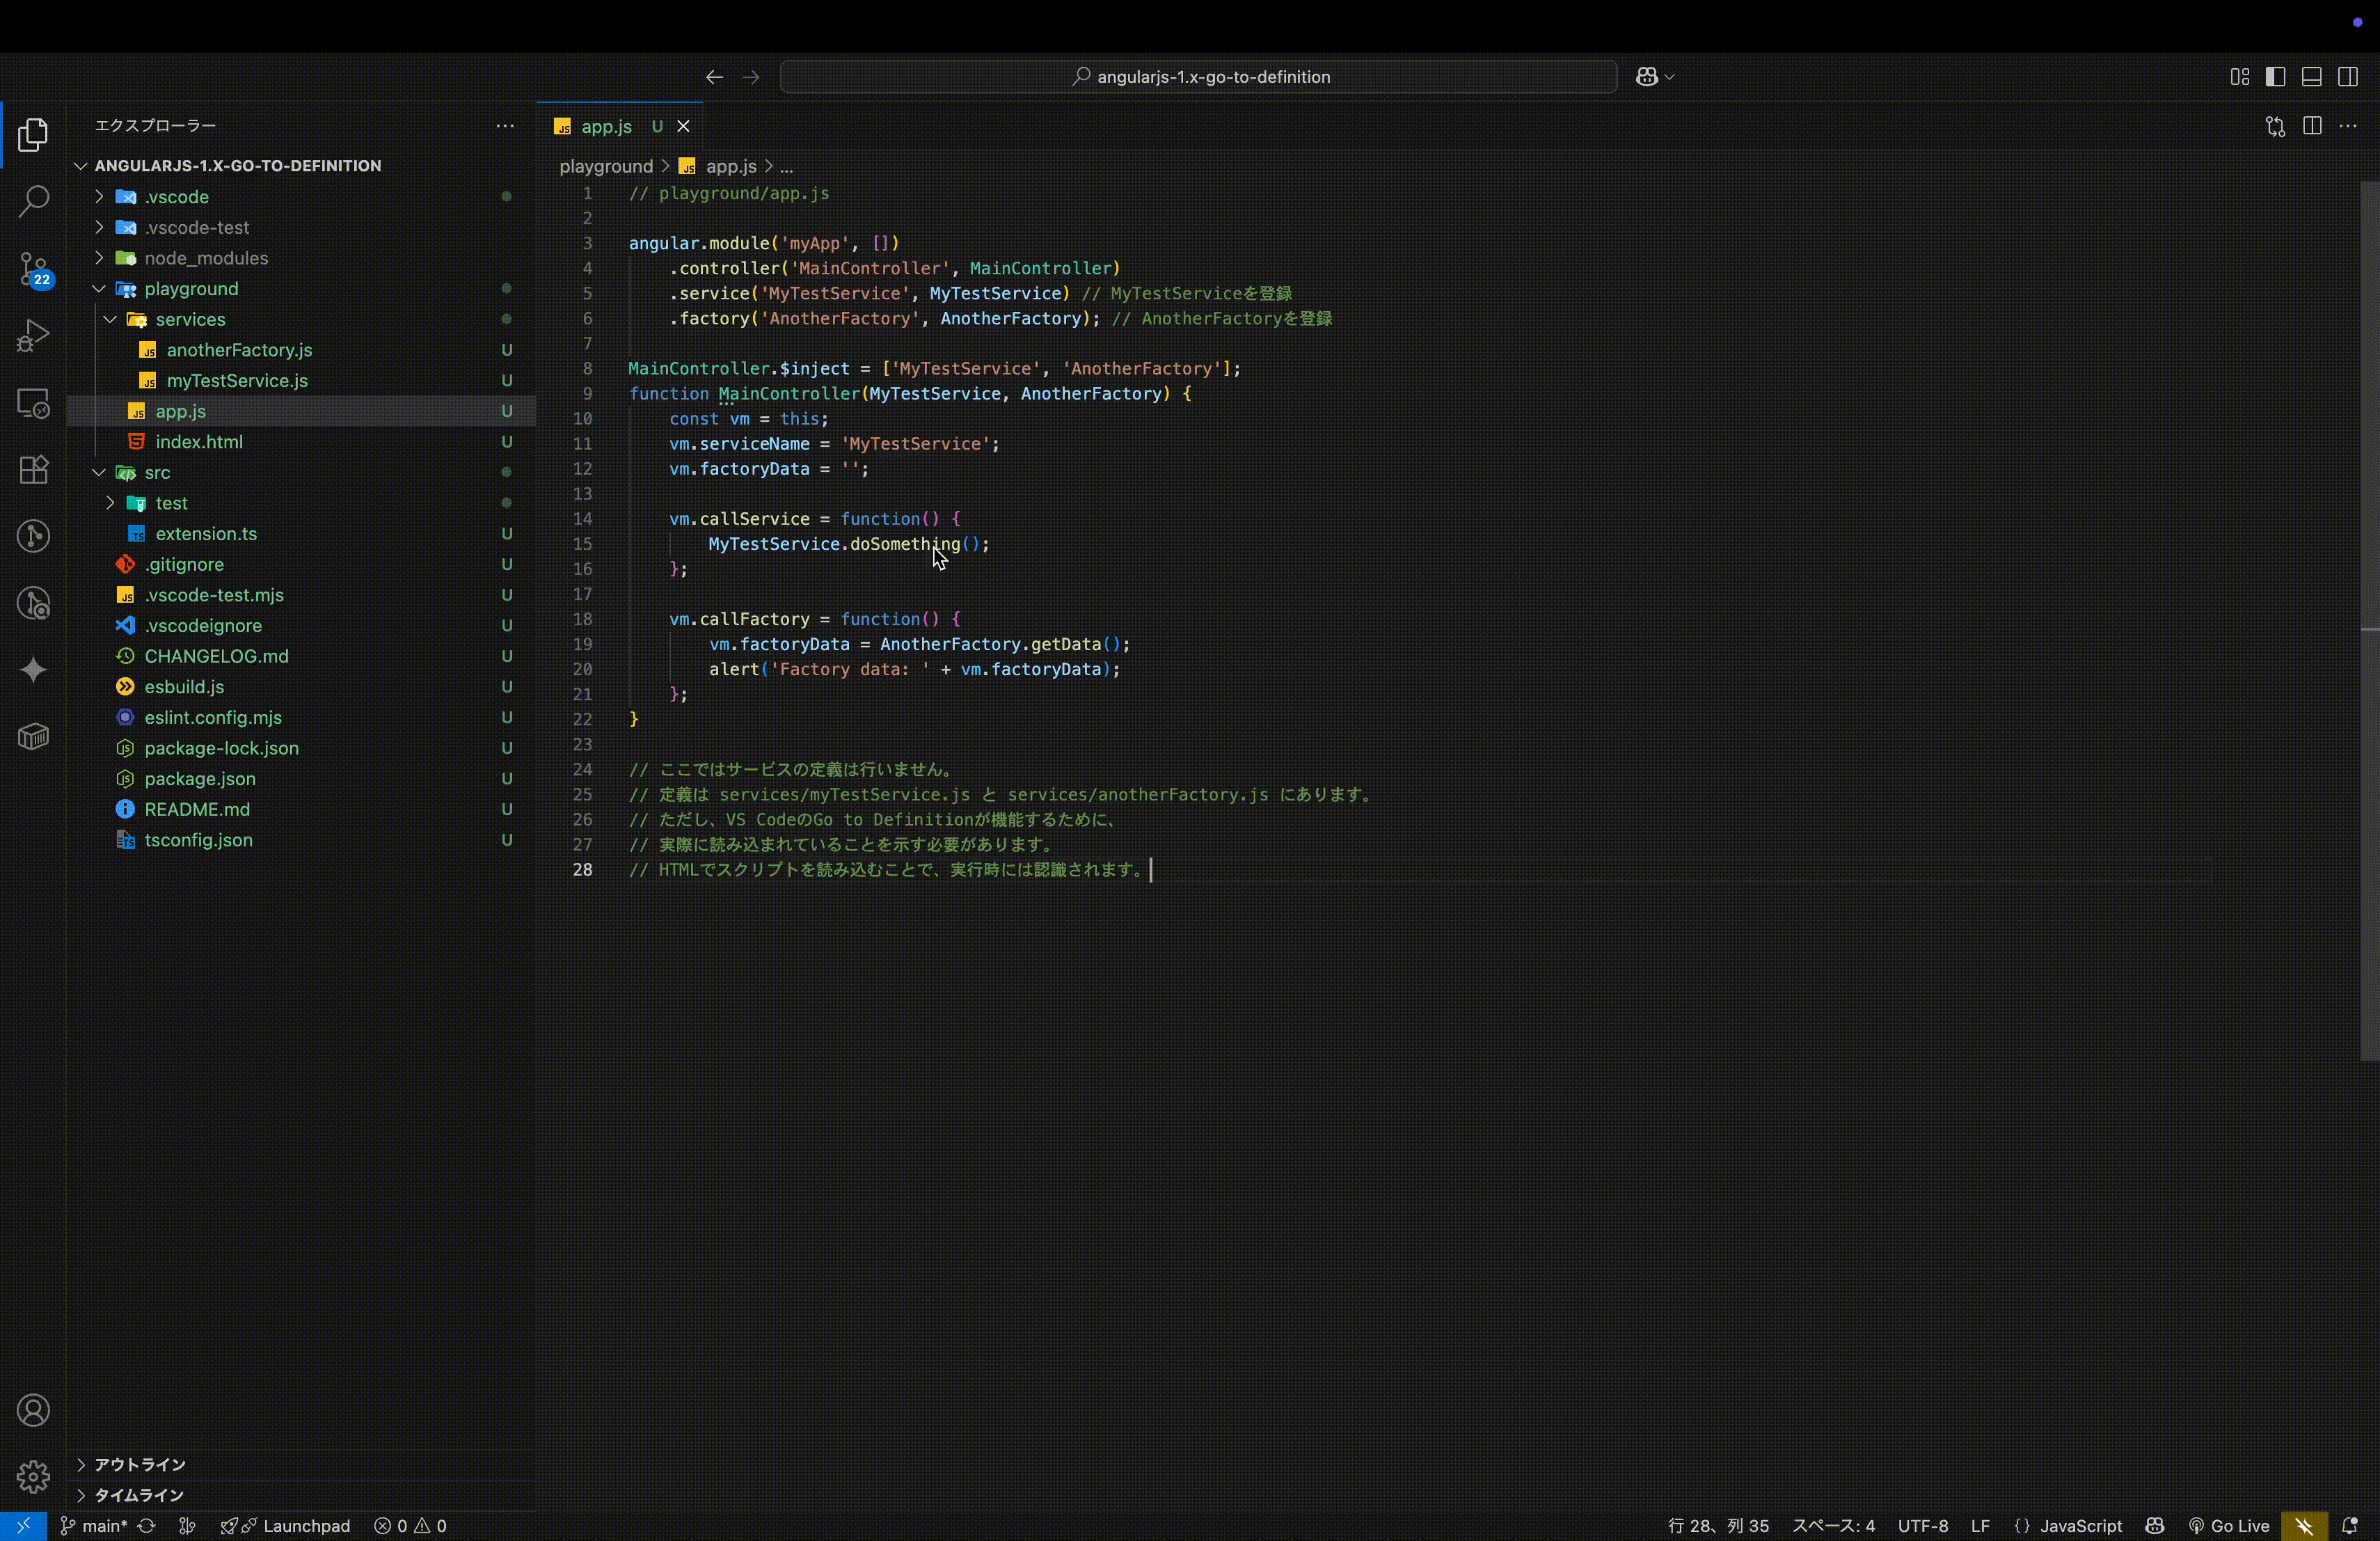 angularjs-1.x-go-to-definition
エクスプローラー
ANGULARJS-1.X-GO-TO-DEFINITION
.vscode
.vscode-test
node_modules
playground
services
anotherFactory.js U
myTestService.js U
app.js U
index.html U
src
test
extension.ts U
.gitignore U
.vscode-test.mjs U
.vscodeignore U
CHANGELOG.md U
esbuild.js U
eslint.config.mjs U
package-lock.json U
package.json U
README.md U
tsconfig.json U
アウトライン
タイムライン
22
app.js U
playground > JS app.js > ...
1 // playground/app.js
2
3 angular.module('myApp', [])
4     .controller('MainController', MainController)
5     .service('MyTestService', MyTestService) // MyTestServiceを登録
6     .factory('AnotherFactory', AnotherFactory); // AnotherFactoryを登録
7
8 MainController.$inject = ['MyTestService', 'AnotherFactory'];
9 function MainController(MyTestService, AnotherFactory) {
10     const vm = this;
11     vm.serviceName = 'MyTestService';
12     vm.factoryData = '';
13
14     vm.callService = function() {
15         MyTestService.doSomething();
16     };
17
18     vm.callFactory = function() {
19         vm.factoryData = AnotherFactory.getData();
20         alert('Factory data: ' + vm.factoryData);
21     };
22 }
23
24 // ここではサービスの定義は行いません。
25 // 定義は services/myTestService.js と services/anotherFactory.js にあります。
26 // ただし、VS CodeのGo to Definitionが機能するために、
27 // 実際に読み込まれていることを示す必要があります。
28 // HTMLでスクリプトを読み込むことで、実行時には認識されます。
main* Launchpad 0 0 行 28、列 35 スペース: 4 UTF-8 LF {} JavaScript Go Live